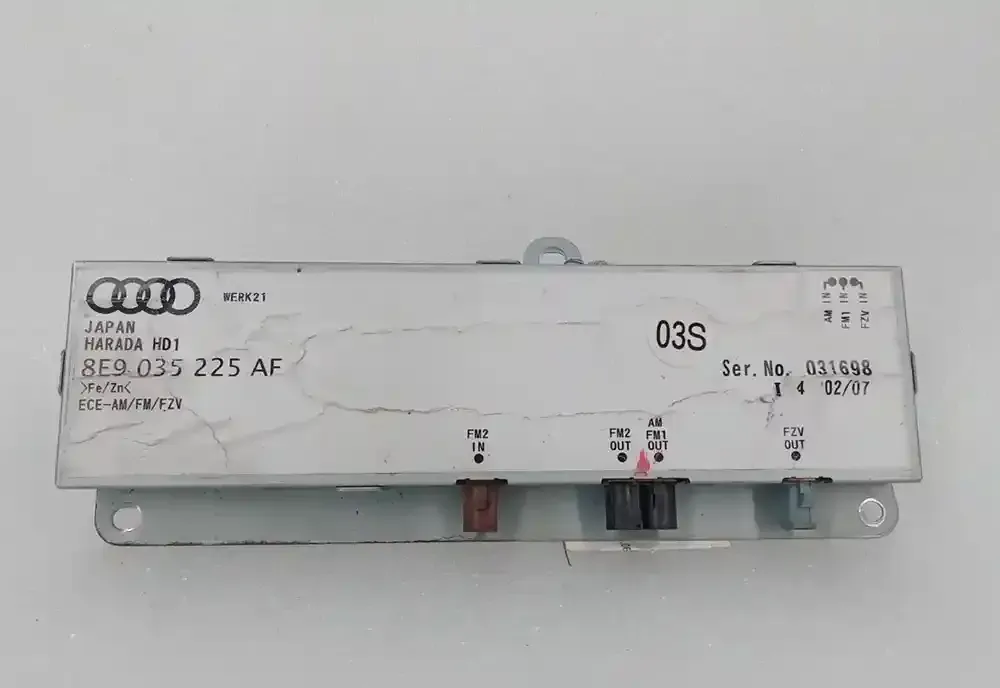 WERK21
JAPAN
HARADA HD1
8E9 035 225 AF
>Fe/Zn<
ECE-AM/FM/FZV
03S
AM IN
FM1 IN
FZV IN
Ser. No. 031698
I 4 02/07
FM2
IN
FM2
OUT
AM
FM1
OUT
FZV
OUT